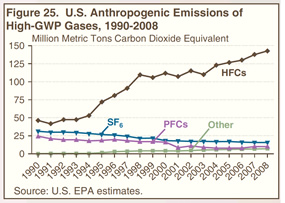 Figure 25. U.S. Anthropogenic Emissions of
High-GWP Gases, 1990-2008
Million Metric Tons Carbon Dioxide Equivalent
150
125
100
75
50
25
0
HFCs
SF6
PFCs
Other
1990 1991 1992 1993 1994 1995 1996 1997 1998 1999 2000 2001 2002 2003 2004 2005 2006 2007 2008
Source: U.S. EPA estimates.